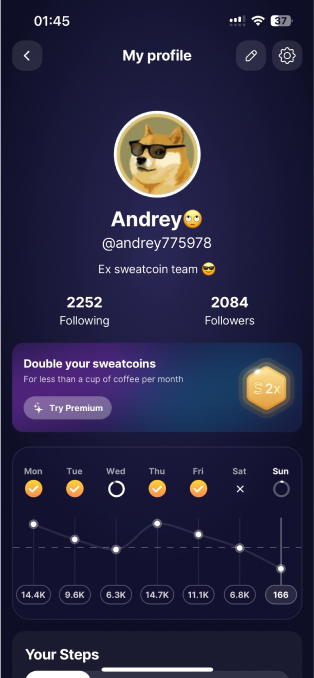 01:45
37
My profile
Andrey🙄
@andrey775978
Ex sweatcoin team 😎
2252
Following
2084
Followers
Double your sweatcoins
For less than a cup of coffee per month
Try Premium
2x
Mon Tue Wed Thu Fri Sat Sun
14.4K 9.6K 6.3K 14.7K 11.1K 6.8K 166
Your Steps